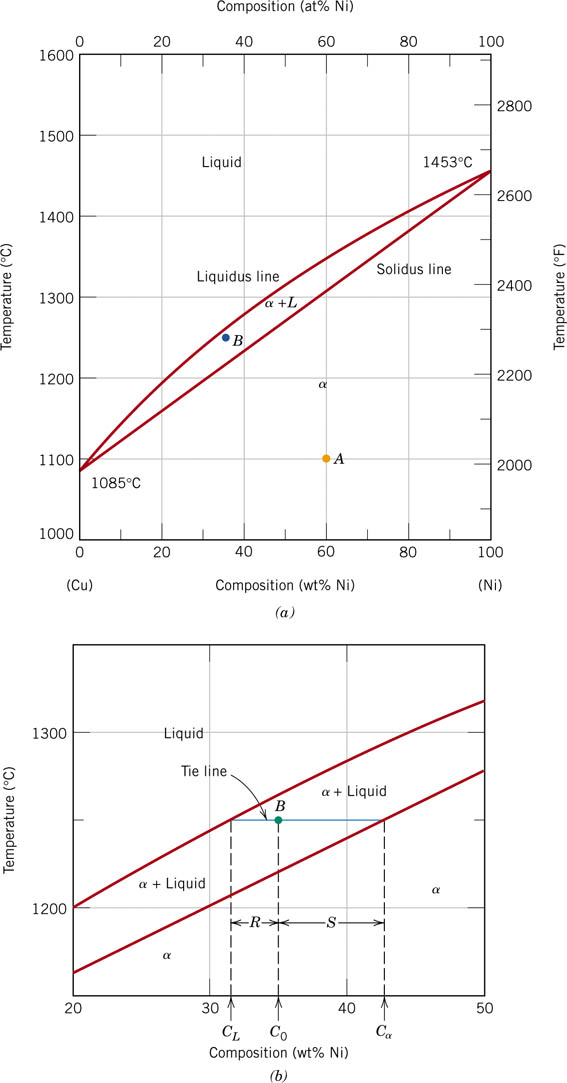 Composition (at% Ni)
0 20 40 60 80 100
1600
2800
1500
Liquid
1453°C
2600
1400
Temperature (°C)
Temperature (°F)
Liquidus line
Solidus line
2400
1300
α +L
B
1200
α
2200
A
1100
2000
1085°C
1000
0 20 40 60 80 100
(Cu) Composition (wt% Ni) (Ni)
(a)
1300
Liquid
Tie line
B
α + Liquid
Temperature (°C)
α + Liquid
α
1200
R S
α
20 30 40 50
C_L C_0 C_α
Composition (wt% Ni)
(b)